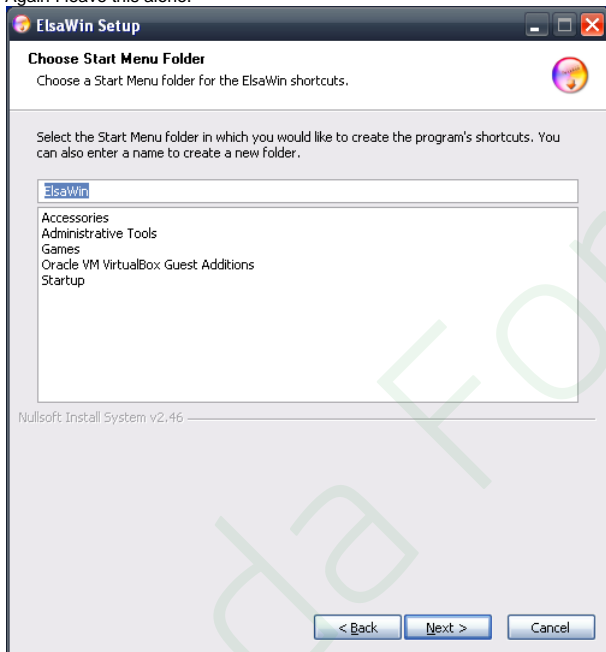 Again I leave this alone.
ElsaWin Setup
Choose Start Menu Folder
Choose a Start Menu folder for the ElsaWin shortcuts.
Select the Start Menu folder in which you would like to create the program's shortcuts. You
can also enter a name to create a new folder.
ElsaWin
Accessories
Administrative Tools
Games
Oracle VM VirtualBox Guest Additions
Startup
Nullsoft Install System v2.46
< Back Next > Cancel